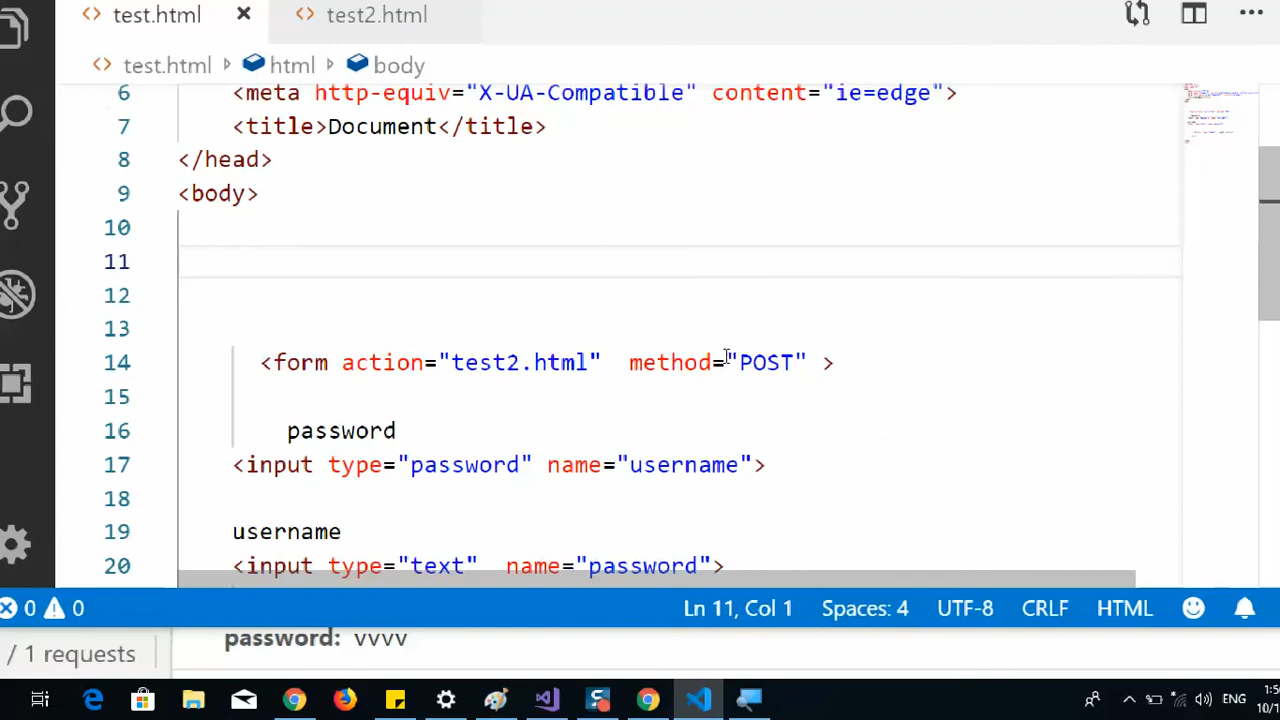 test.html × test2.html
test.html html body
6 <meta http-equiv="X-UA-Compatible" content="ie=edge">
7 <title>Document</title>
8 </head>
9 <body>
10
11
12
13
14 <form action="test2.html" method="POST" >
15
16 password
17 <input type="password" name="username">
18
19 username
20 <input type="text" name="password">
0 0 Ln 11, Col 1 Spaces: 4 UTF-8 CRLF HTML
password: vvvv
/ 1 requests
ENG